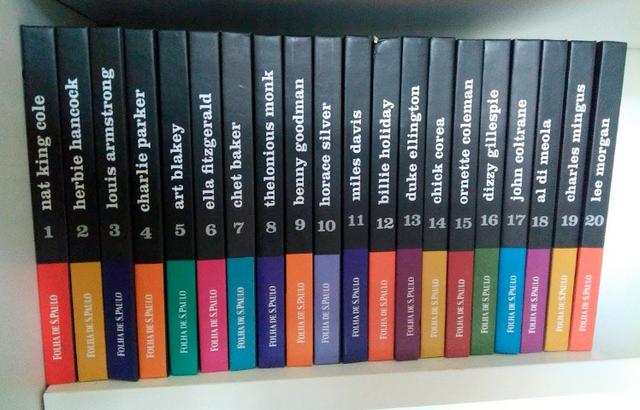 nat king cole
1
FOLHA DE S.PAULO
herbie hancock
2
FOLHA DE S.PAULO
louis armstrong
3
FOLHA DE S.PAULO
charlie parker
4
FOLHA DE S.PAULO
art blakey
5
FOLHA DE S.PAULO
ella fitzgerald
6
FOLHA DE S.PAULO
chet baker
7
FOLHA DE S.PAULO
thelonious monk
8
FOLHA DE S.PAULO
benny goodman
9
FOLHA DE S.PAULO
horace silver
10
FOLHA DE S.PAULO
miles davis
11
FOLHA DE S.PAULO
billie holiday
12
FOLHA DE S.PAULO
duke ellington
13
FOLHA DE S.PAULO
chick corea
14
FOLHA DE S.PAULO
ornette coleman
15
FOLHA DE S.PAULO
dizzy gillespie
16
FOLHA DE S.PAULO
john coltrane
17
FOLHA DE S.PAULO
al di meola
18
FOLHA DE S.PAULO
charles mingus
19
FOLHA DE S.PAULO
lee morgan
20
FOLHA DE S.PAULO